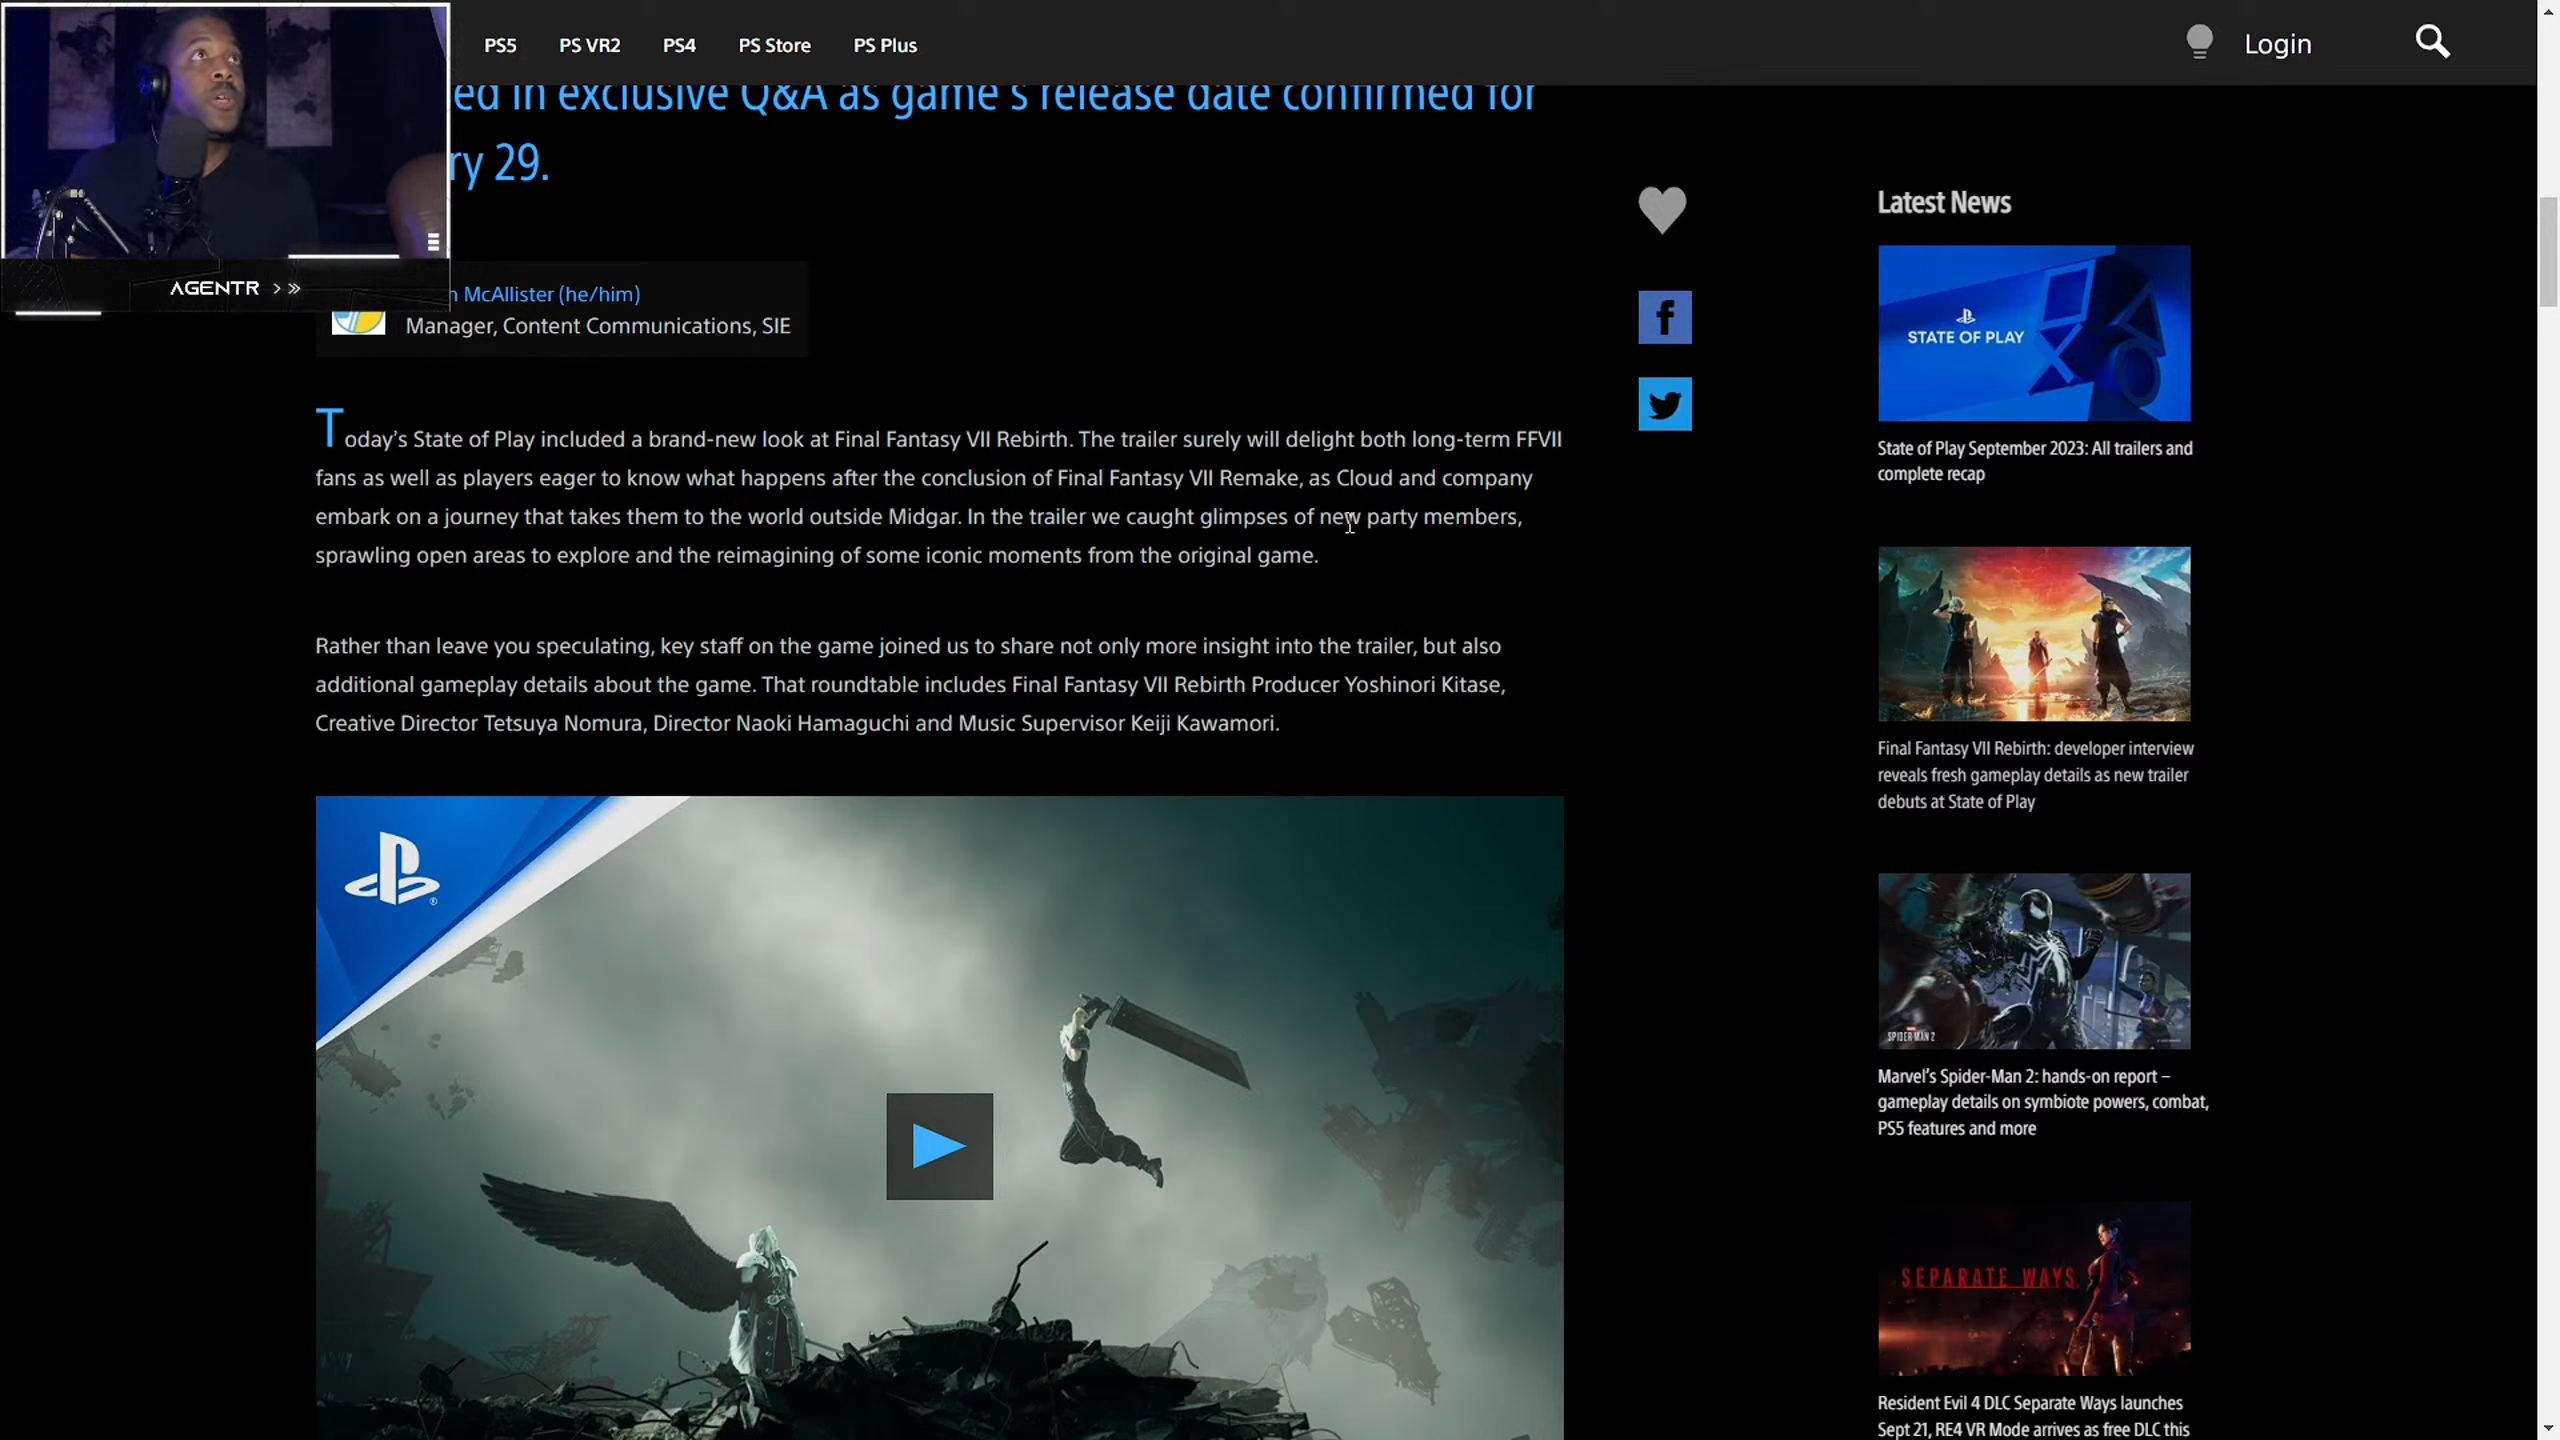 PS5 PS VR2 PS4 PS Store PS Plus
Login
ed in exclusive Q&A as game's release date confirmed for
ry 29.
AGENTR
McAllister (he/him)
Manager, Content Communications, SIE
Today's State of Play included a brand-new look at Final Fantasy VII Rebirth. The trailer surely will delight both long-term FFVII
fans as well as players eager to know what happens after the conclusion of Final Fantasy VII Remake, as Cloud and company
embark on a journey that takes them to the world outside Midgar. In the trailer we caught glimpses of new party members,
sprawling open areas to explore and the reimagining of some iconic moments from the original game.
Rather than leave you speculating, key staff on the game joined us to share not only more insight into the trailer, but also
additional gameplay details about the game. That roundtable includes Final Fantasy VII Rebirth Producer Yoshinori Kitase,
Creative Director Tetsuya Nomura, Director Naoki Hamaguchi and Music Supervisor Keiji Kawamori.
Latest News
STATE OF PLAY
State of Play September 2023: All trailers and
complete recap
Final Fantasy VII Rebirth: developer interview
reveals fresh gameplay details as new trailer
debuts at State of Play
SPIDER-MAN 2
Marvel's Spider-Man 2: hands-on report –
gameplay details on symbiote powers, combat,
PS5 features and more
SEPARATE WAYS
Resident Evil 4 DLC Separate Ways launches
Sept 21, RE4 VR Mode arrives as free DLC this